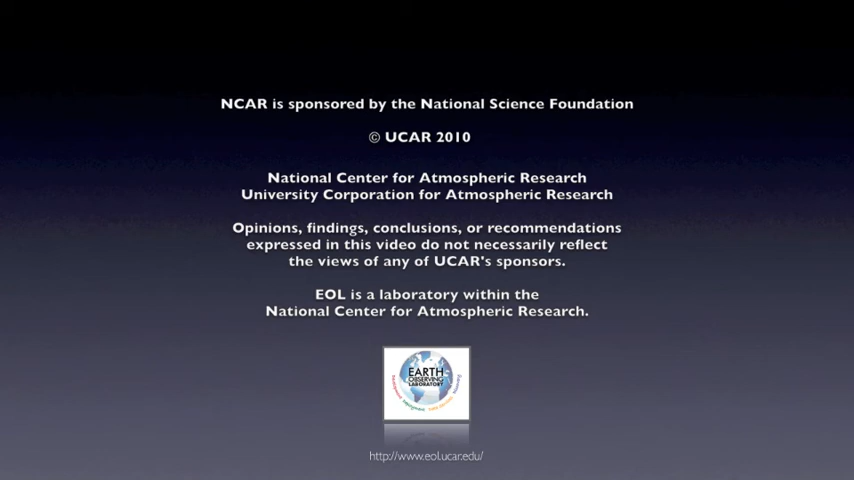 NCAR is sponsored by the National Science Foundation
© UCAR 2010
National Center for Atmospheric Research
University Corporation for Atmospheric Research
Opinions, findings, conclusions, or recommendations
expressed in this video do not necessarily reflect
the views of any of UCAR's sponsors.
EOL is a laboratory within the
National Center for Atmospheric Research.
EARTH
OBSERVING
LABORATORY
http://www.eol.ucar.edu/